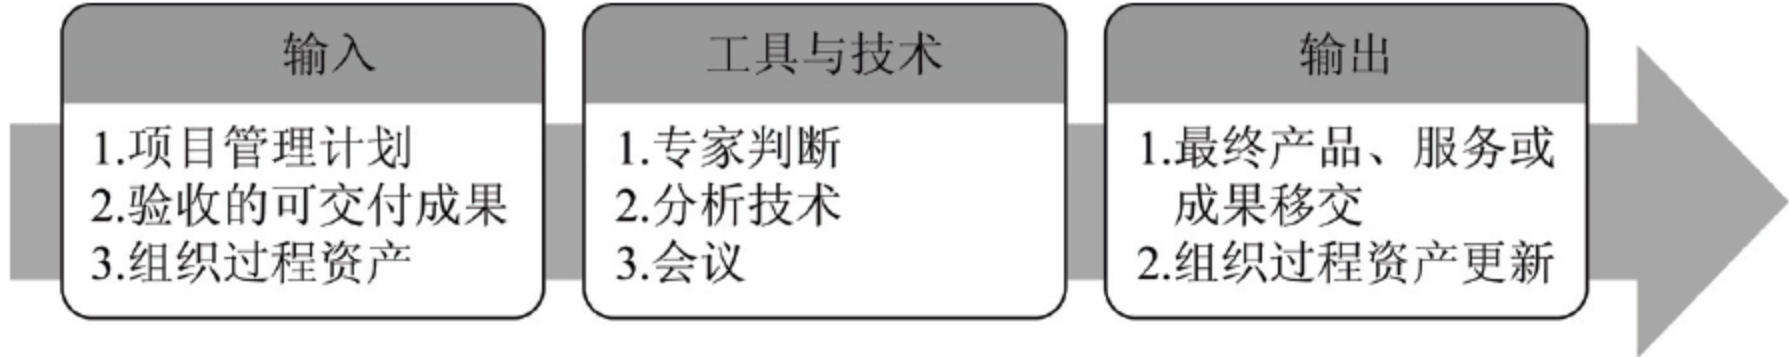 输入
1.项目管理计划
2.验收的可交付成果
3.组织过程资产
工具与技术
1.专家判断
2.分析技术
3.会议
输出
1.最终产品、服务或
成果移交
2.组织过程资产更新